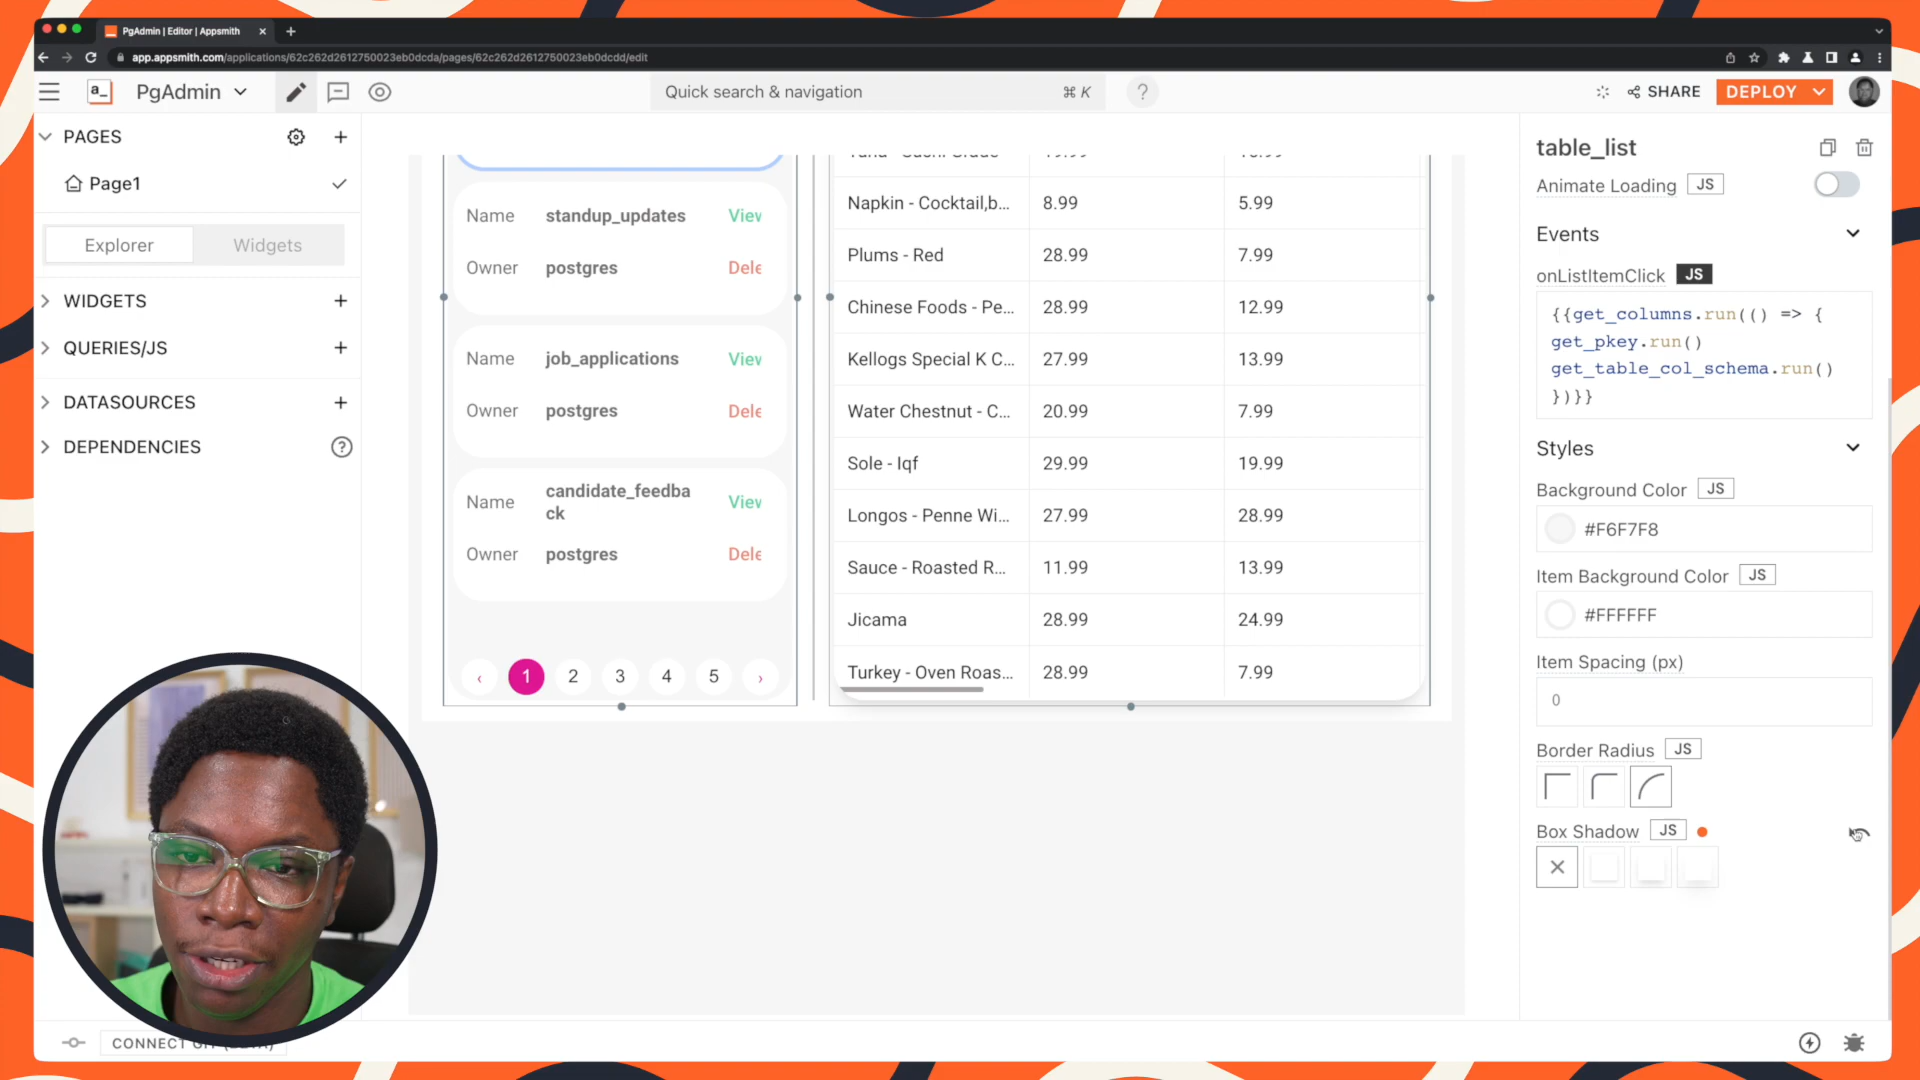 PgAdmin | Editor | Appsmith
app.appsmith.com/applications/62c262d2612750023eb0dcda/pages/62c262d2612750023eb0dcdd/edit
a_
PgAdmin
Quick search & navigation
⌘ K
?
SHARE
DEPLOY
PAGES
Page1
Explorer
Widgets
WIDGETS
QUERIES/JS
DATASOURCES
DEPENDENCIES
?
Name standup_updates View
Owner postgres Dele
Name job_applications View
Owner postgres Dele
Name candidate_feedba
ck View
Owner postgres Dele
‹ 1 2 3 4 5 ›
Napkin - Cocktail,b... 8.99 5.99
Plums - Red 28.99 7.99
Chinese Foods - Pe... 28.99 12.99
Kellogs Special K C... 27.99 13.99
Water Chestnut - C... 20.99 7.99
Sole - Iqf 29.99 19.99
Longos - Penne Wi... 27.99 28.99
Sauce - Roasted R... 11.99 13.99
Jicama 28.99 24.99
Turkey - Oven Roas... 28.99 7.99
table_list
Animate Loading JS
Events
onListItemClick JS
{{get_columns.run(() => {
get_pkey.run()
get_table_col_schema.run()
})}}
Styles
Background Color JS
#F6F7F8
Item Background Color JS
#FFFFFF
Item Spacing (px)
0
Border Radius JS
Box Shadow JS
CONNECT